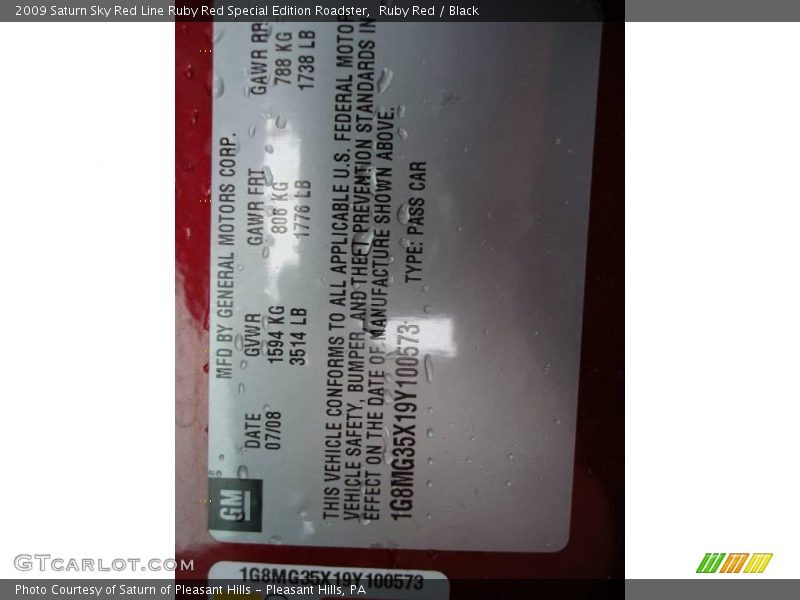 2009 Saturn Sky Red Line Ruby Red Special Edition Roadster,  Ruby Red / Black
MFD BY GENERAL MOTORS CORP.
DATE GVWR GAWR FRT GAWR RR
07/08 1594 KG 806 KG 788 KG
3514 LB 1776 LB 1738 LB
THIS VEHICLE CONFORMS TO ALL APPLICABLE U.S. FEDERAL MOTOR
VEHICLE SAFETY, BUMPER, AND THEFT PREVENTION STANDARDS IN
EFFECT ON THE DATE OF MANUFACTURE SHOWN ABOVE.
1G8MG35X19Y100573 TYPE: PASS CAR
GM
1G8MG35X19Y100573
GTCARLOT.COM
Photo Courtesy of Saturn of Pleasant Hills - Pleasant Hills, PA